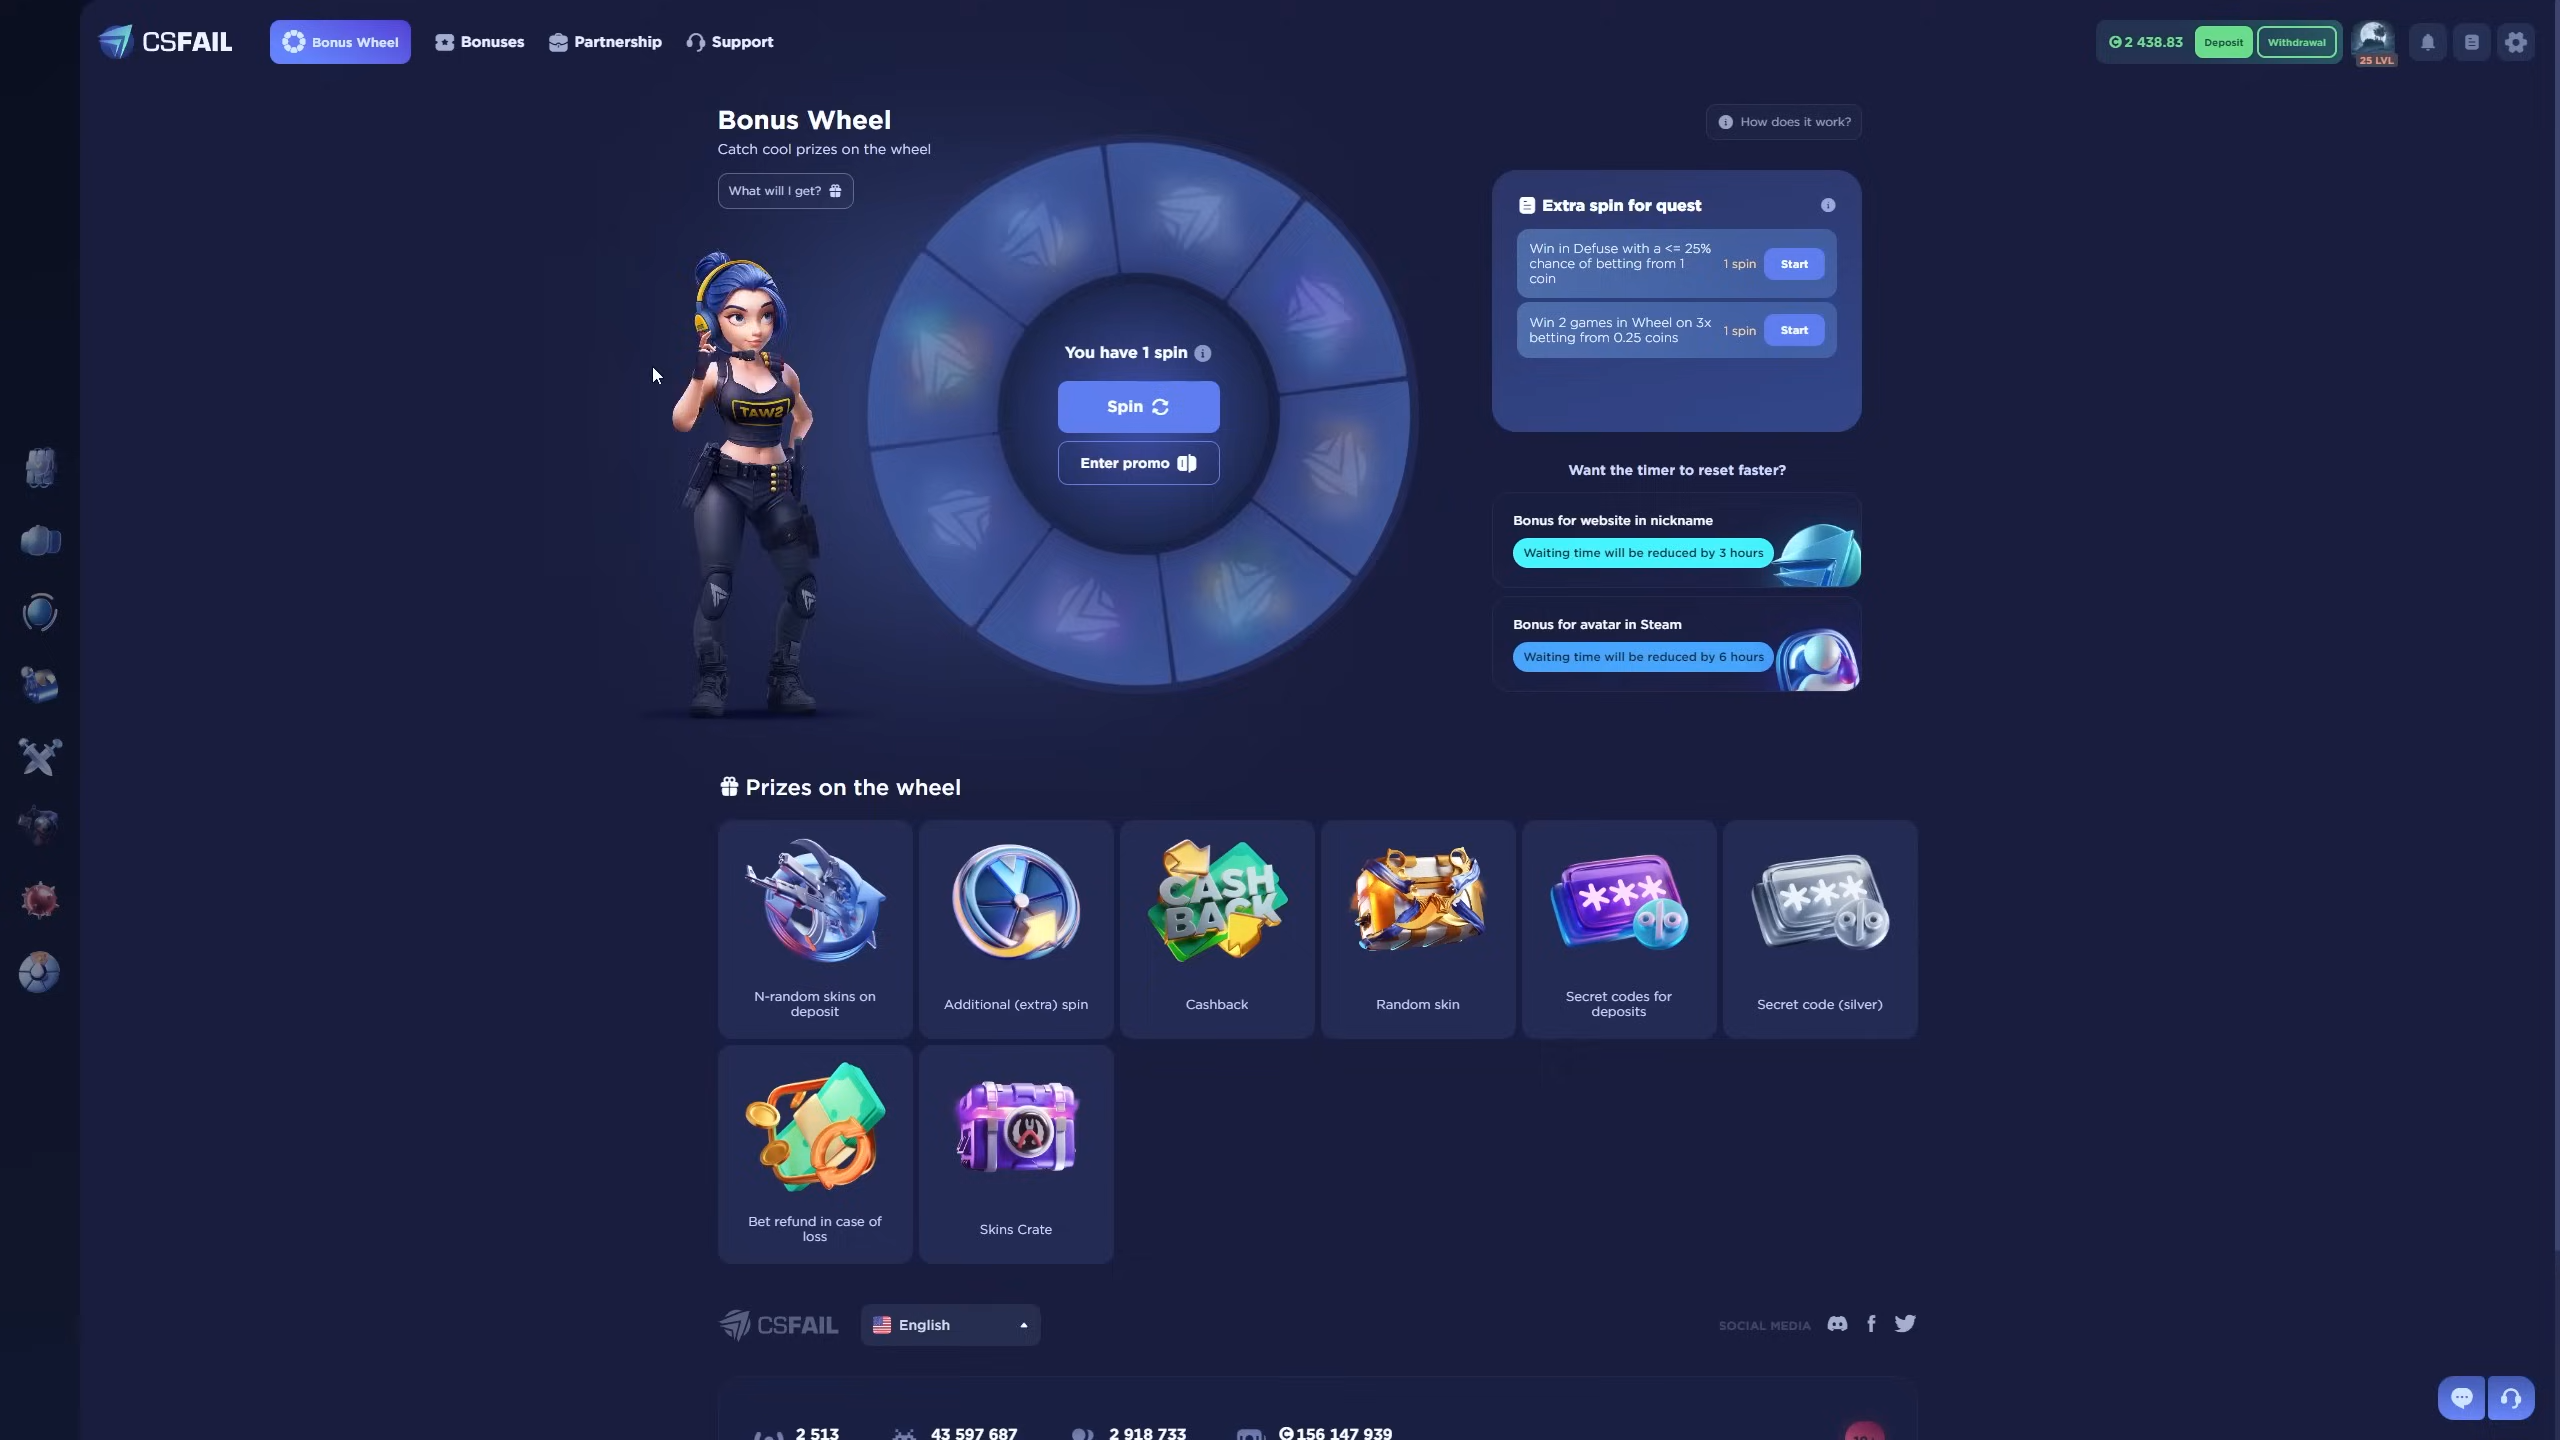 CSFAIL
Bonus Wheel
Bonuses
Partnership
Support
2 438.83
Deposit
Withdrawal
25 LVL
Bonus Wheel
Catch cool prizes on the wheel
What will I get?
How does it work?
TAW2
You have 1 spin
Spin
Enter promo
Extra spin for quest
Win in Defuse with a <= 25%
chance of betting from 1
coin
1 spin
Start
Win 2 games in Wheel on 3x
betting from 0.25 coins
1 spin
Start
Want the timer to reset faster?
Bonus for website in nickname
Waiting time will be reduced by 3 hours
Bonus for avatar in Steam
Waiting time will be reduced by 6 hours
Prizes on the wheel
CASH
BACK
***
%
***
%
N-random skins on
deposit
Additional (extra) spin
Cashback
Random skin
Secret codes for
deposits
Secret code (silver)
Bet refund in case of
loss
Skins Crate
CSFAIL
English
SOCIAL MEDIA
2 513
43 597 687
2 918 733
156 147 939